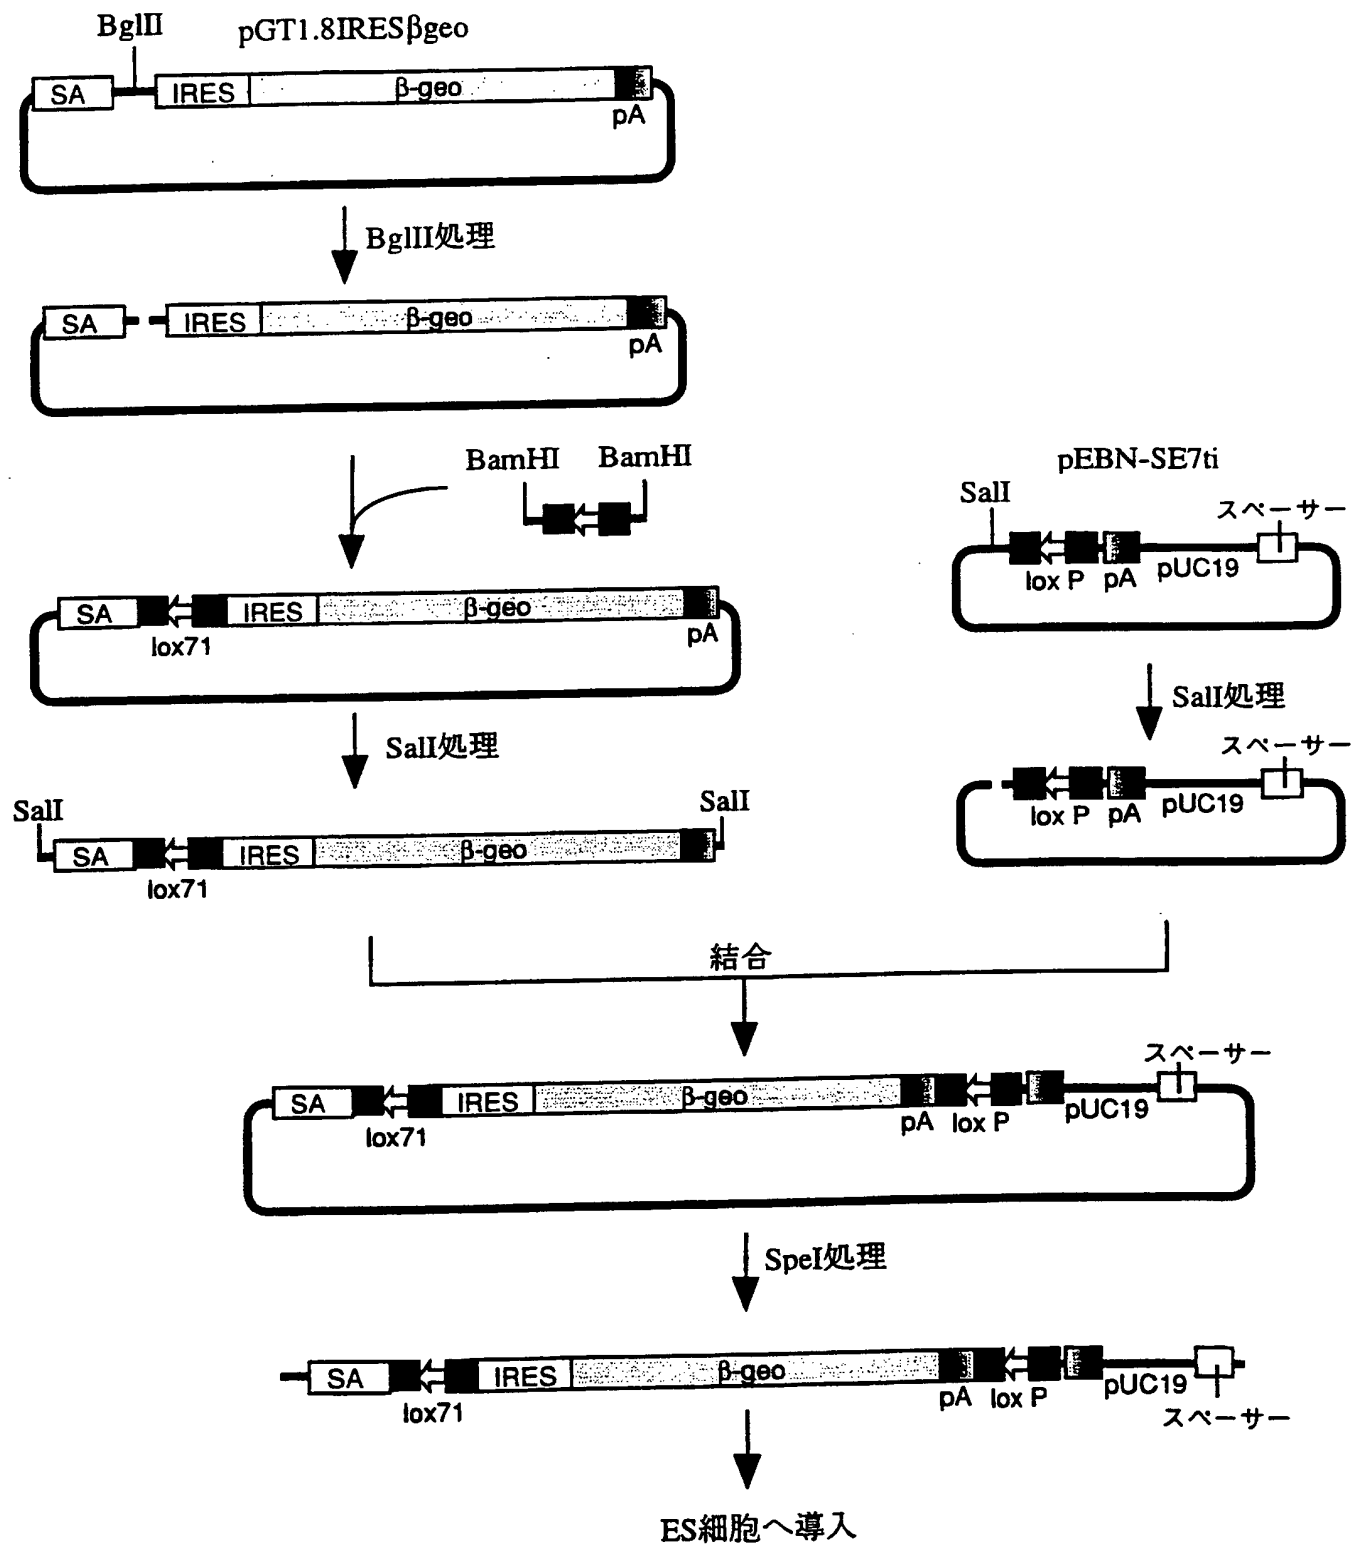 BglII pGT1.8IRESβgeo
SA IRES β-geo
pA
BglII処理
SA IRES β-geo
pA
BamHI BamHI
pEBN-SE7ti
SalI
スペーサー
lox P pA pUC19
SA IRES β-geo
lox71
pA
SalI処理
SalI処理
スペーサー
SalI
SalI
lox P pA pUC19
SA IRES β-geo
lox71
結合
スペーサー
SA IRES β-geo
lox71
pA lox P pUC19
SpeI処理
SA IRES β-geo
lox71
pA lox P pUC19
スペーサー
ES細胞へ導入